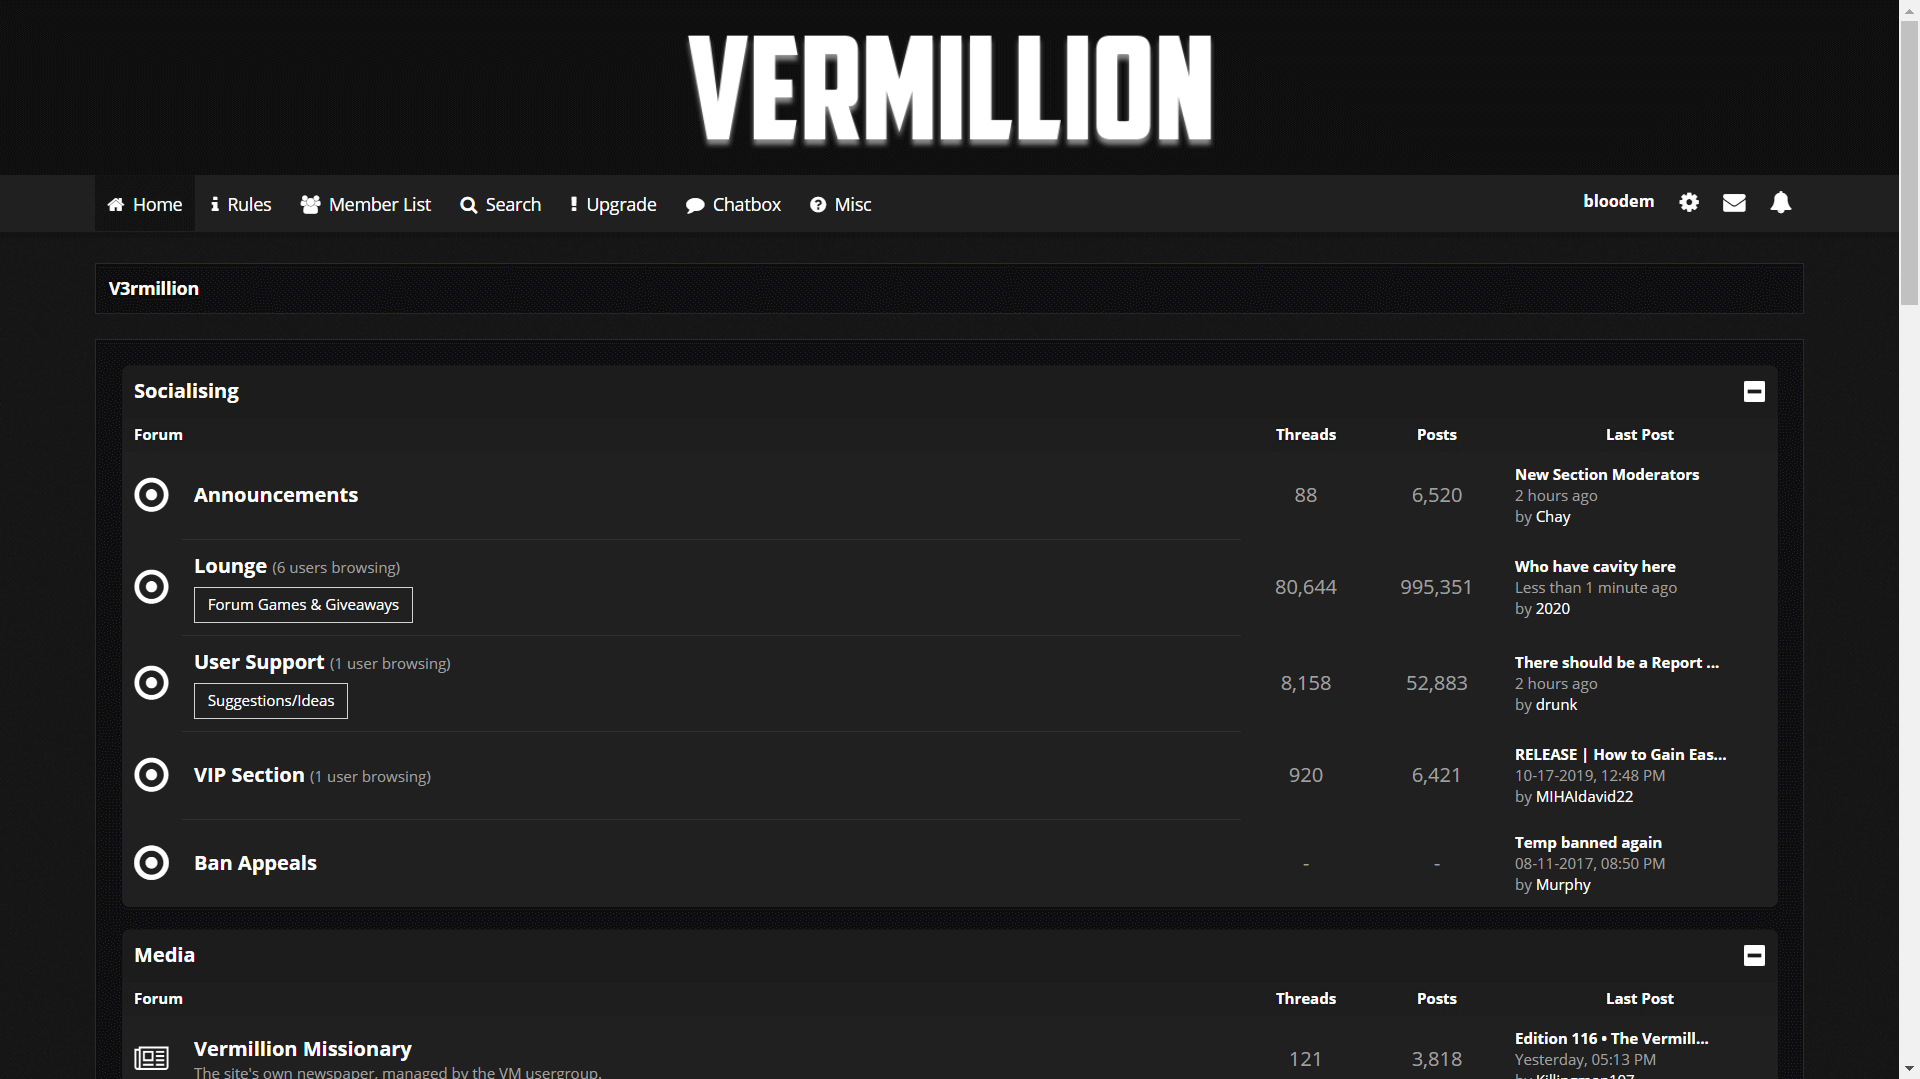 VERMILLION
Home Rules Member List Search Upgrade Chatbox Misc bloodem
V3rmillion
Socialising
Forum Threads Posts Last Post
Announcements 88 6,520 New Section Moderators
2 hours ago
by Chay
Lounge (6 users browsing) 80,644 995,351 Who have cavity here
Forum Games & Giveaways Less than 1 minute ago
by 2020
User Support (1 user browsing) 8,158 52,883 There should be a Report ...
Suggestions/Ideas 2 hours ago
by drunk
VIP Section (1 user browsing) 920 6,421 RELEASE | How to Gain Eas...
10-17-2019, 12:48 PM
by MIHAIdavid22
Ban Appeals - - Temp banned again
08-11-2017, 08:50 PM
by Murphy
Media
Forum Threads Posts Last Post
Vermillion Missionary 121 3,818 Edition 116 • The Vermill...
The site's own newspaper, managed by the VM usergroup. Yesterday, 05:13 PM
by